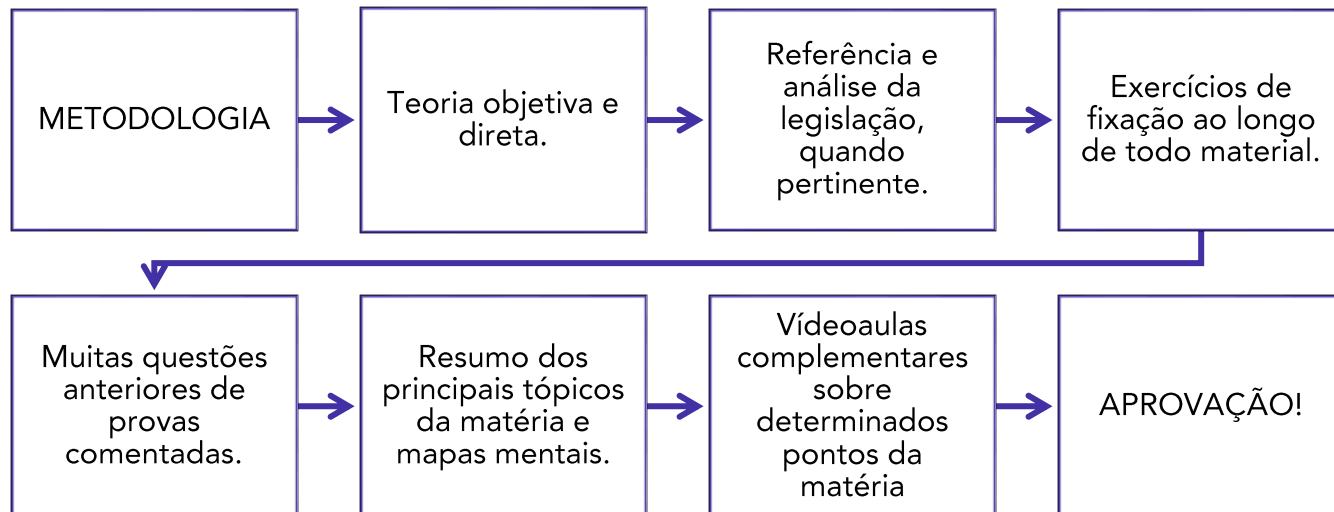 METODOLOGIA
Teoria objetiva e
direta.
Referência e
análise da
legislação,
quando
pertinente.
Exercícios de
fixação ao longo
de todo material.
Muitas questões
anteriores de
provas
comentadas.
Resumo dos
principais tópicos
da matéria e
mapas mentais.
Vídeoaulas
complementares
sobre
determinados
pontos da
matéria
APROVAÇÃO!